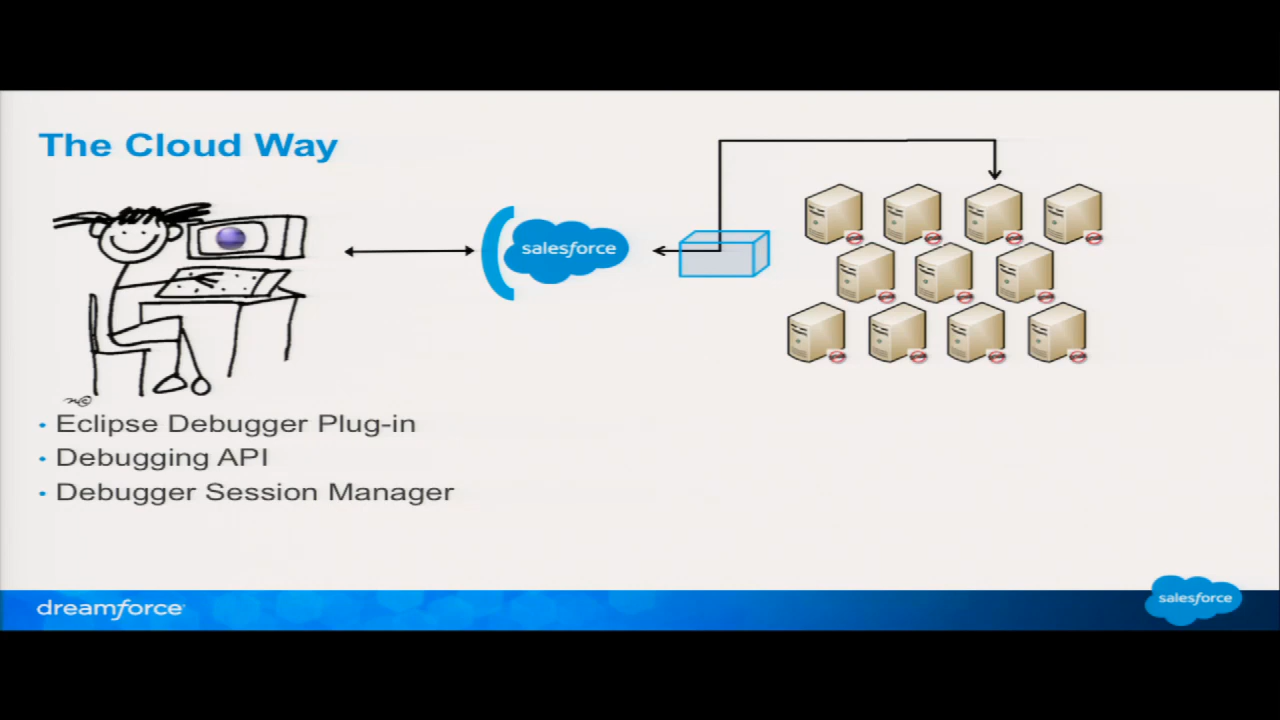 The Cloud Way
salesforce
• Eclipse Debugger Plug-in
• Debugging API
• Debugger Session Manager
dreamforce
salesforce